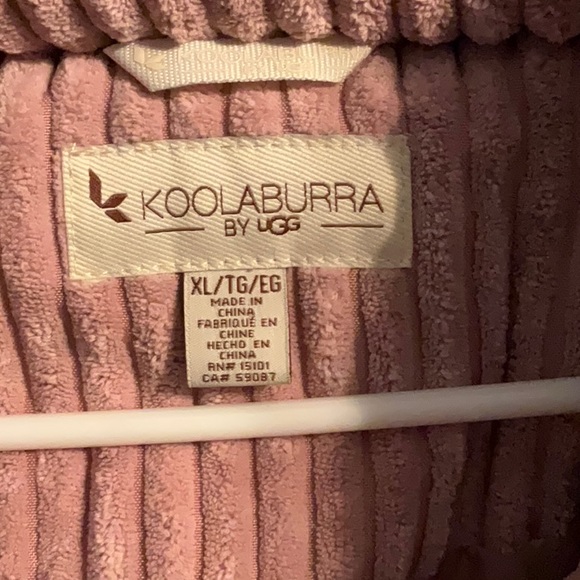 KOOLABURRA
BY UGG
XL/TG/EG
MADE IN
CHINA
FABRIQUÉ EN
CHINE
HECHO EN
CHINA
RN# 15101
CA# 59087